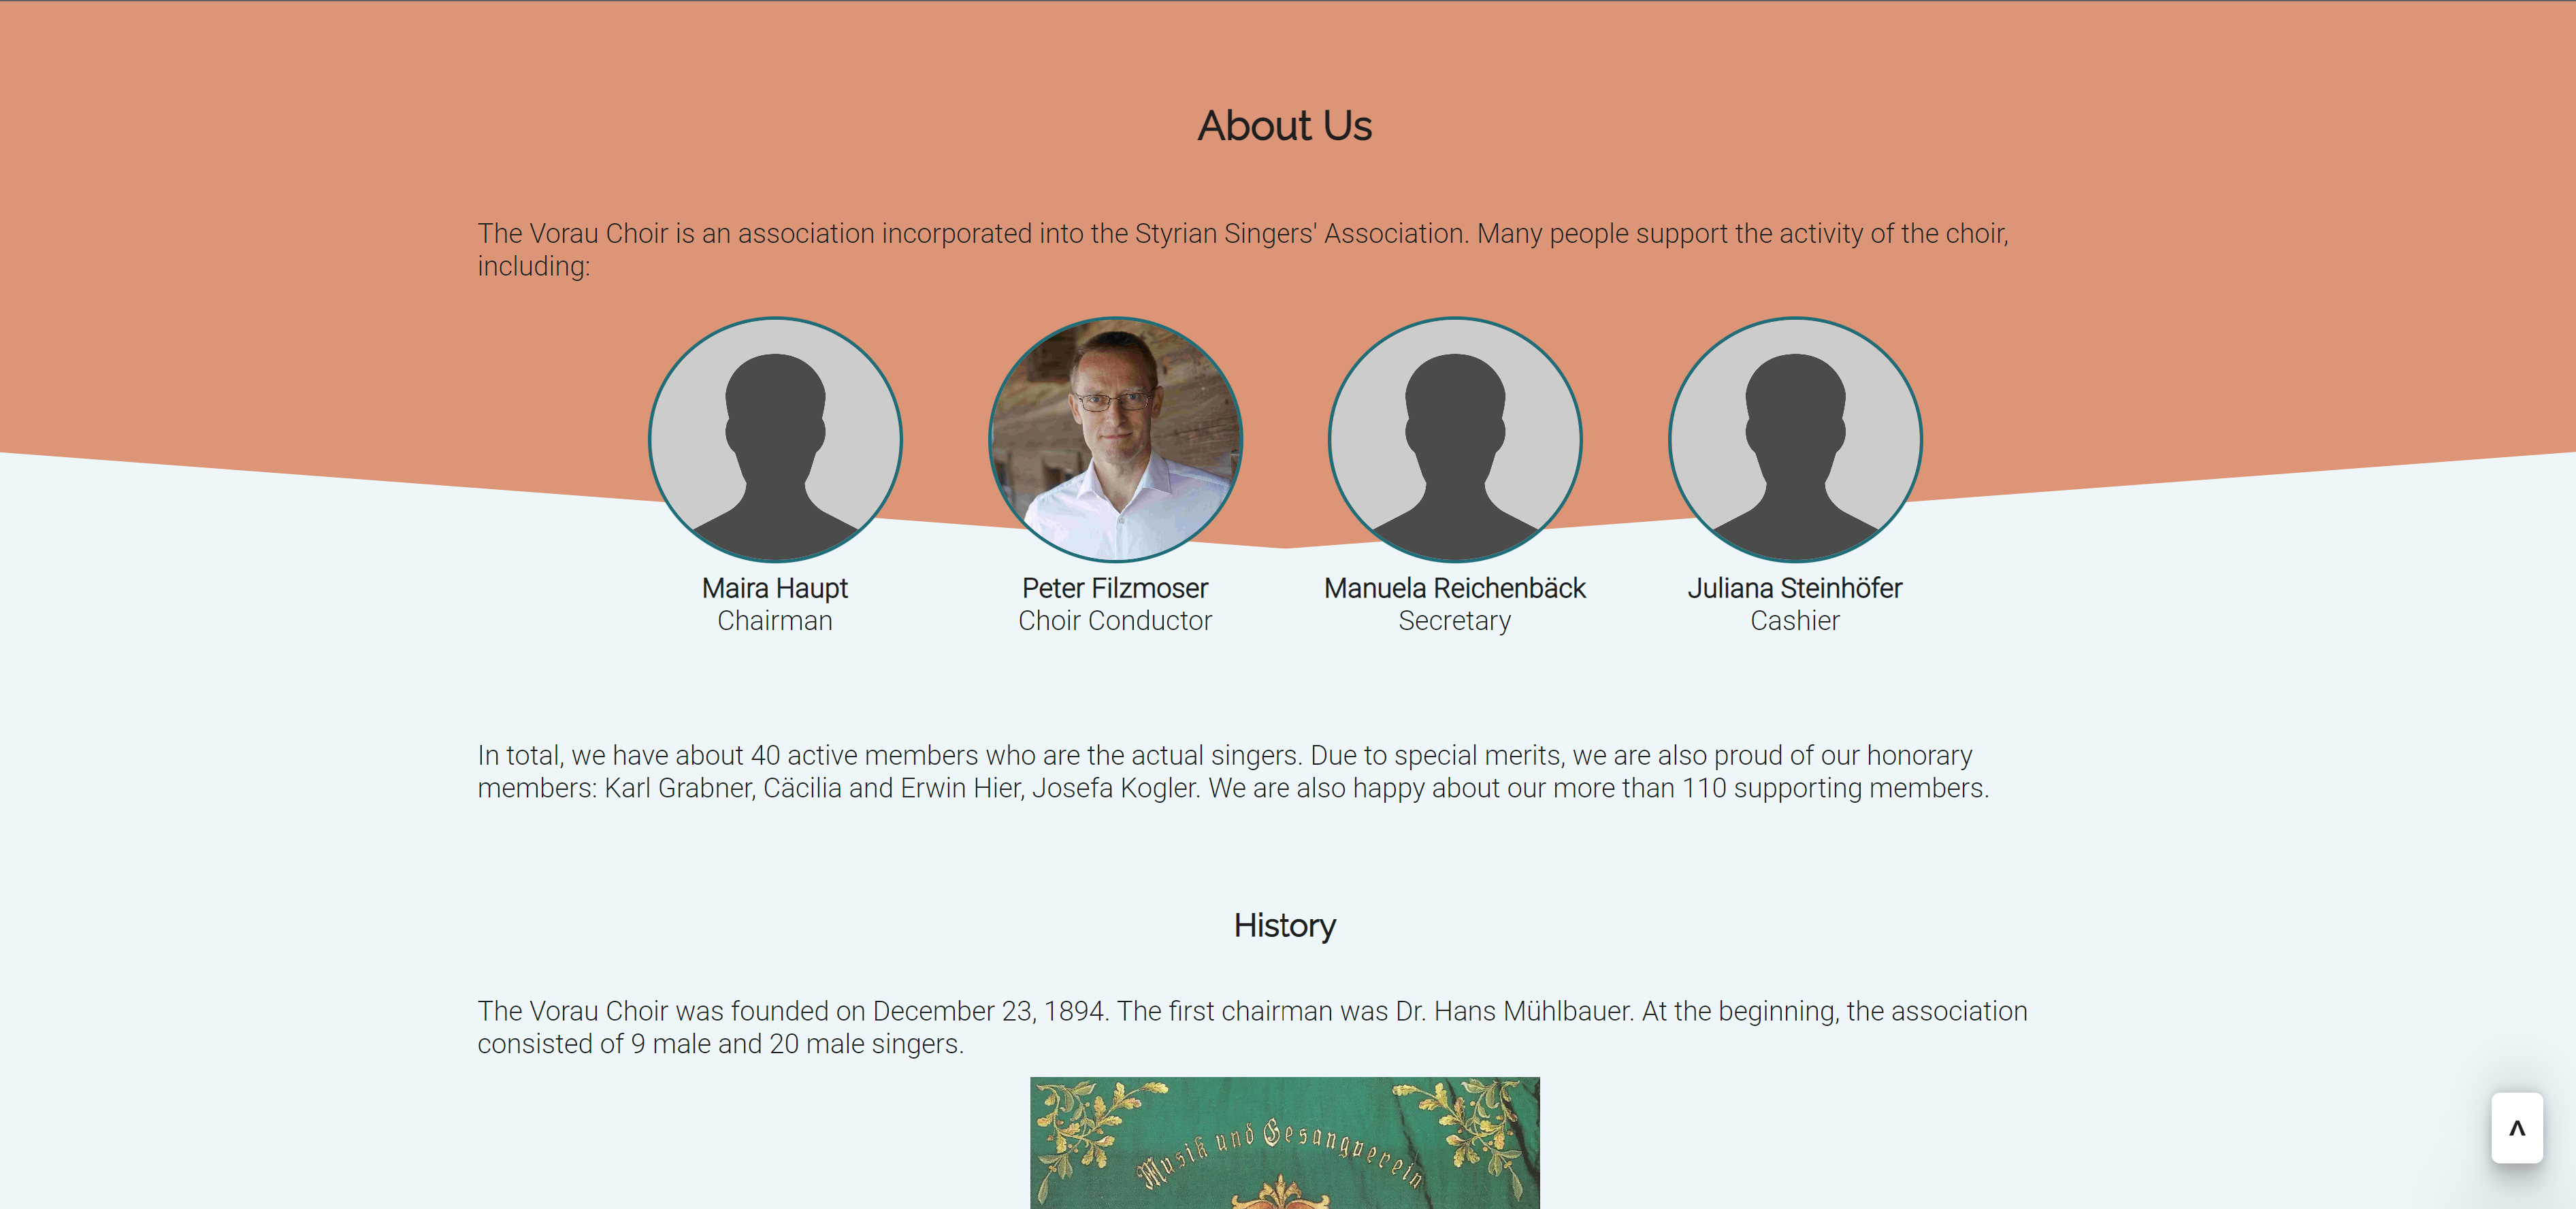 About Us
The Vorau Choir is an association incorporated into the Styrian Singers' Association. Many people support the activity of the choir,
including:
Maira Haupt
Chairman
Peter Filzmoser
Choir Conductor
Manuela Reichenbäck
Secretary
Juliana Steinhöfer
Cashier
In total, we have about 40 active members who are the actual singers. Due to special merits, we are also proud of our honorary
members: Karl Grabner, Cäcilia and Erwin Hier, Josefa Kogler. We are also happy about our more than 110 supporting members.
History
The Vorau Choir was founded on December 23, 1894. The first chairman was Dr. Hans Mühlbauer. At the beginning, the association
consisted of 9 male and 20 male singers.
Musik und Gesangverein